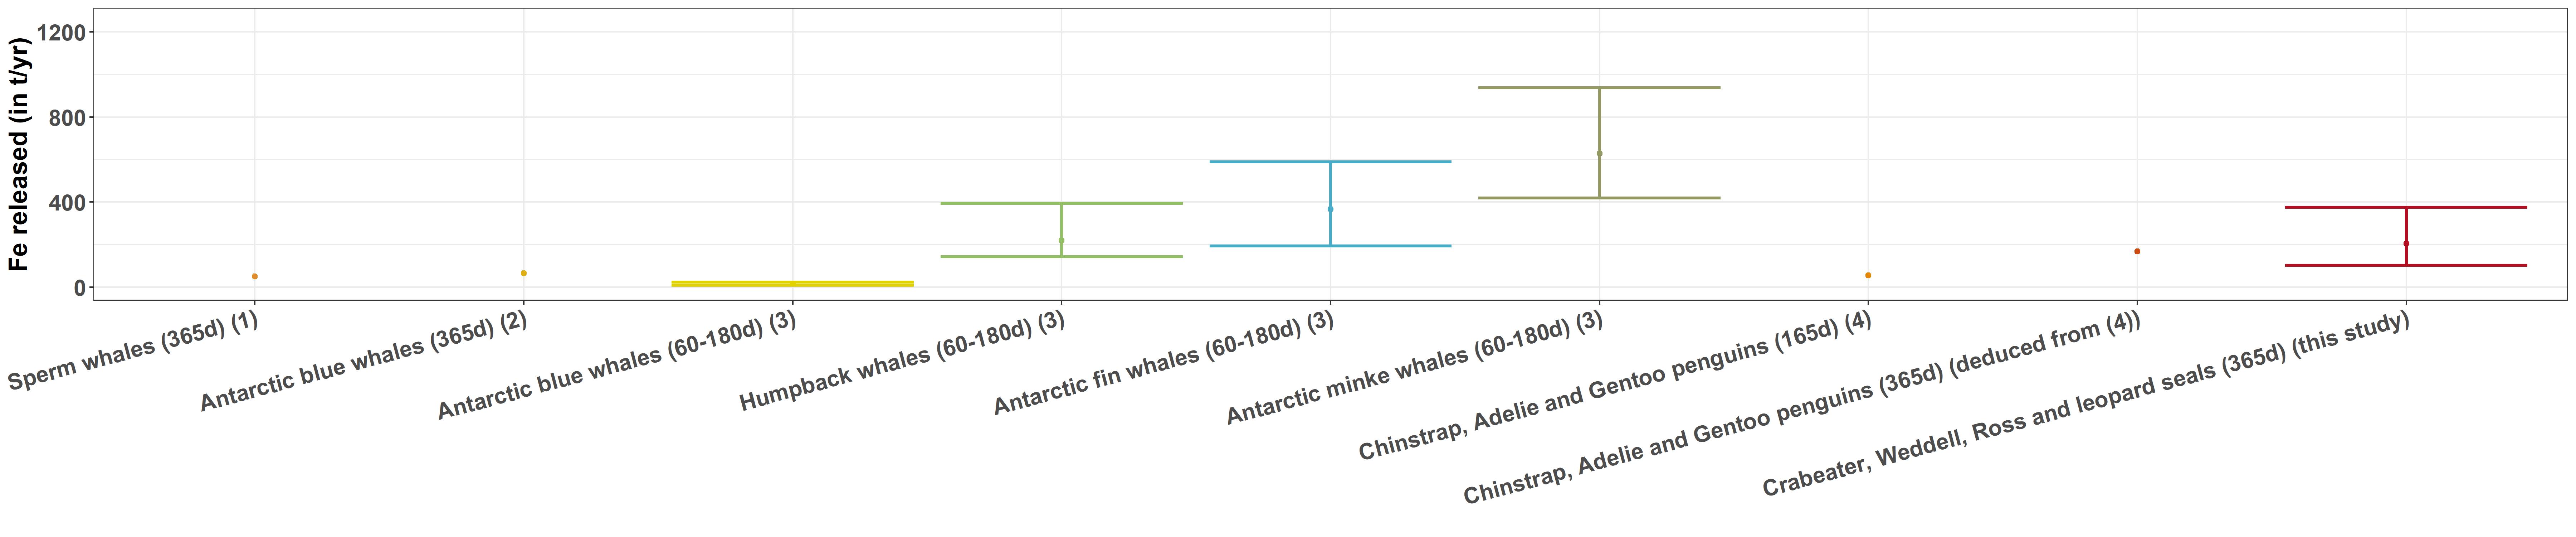 Fe released (in t/yr)
1200
800
400
0
Sperm whales (365d) (1)
Antarctic blue whales (365d) (2)
Antarctic blue whales (60-180d) (3)
Humpback whales (60-180d) (3)
Antarctic fin whales (60-180d) (3)
Antarctic minke whales (60-180d) (3)
Chinstrap, Adelie and Gentoo penguins (165d) (4)
Chinstrap, Adelie and Gentoo penguins (365d) (deduced from (4))
Crabeater, Weddell, Ross and leopard seals (365d) (this study)